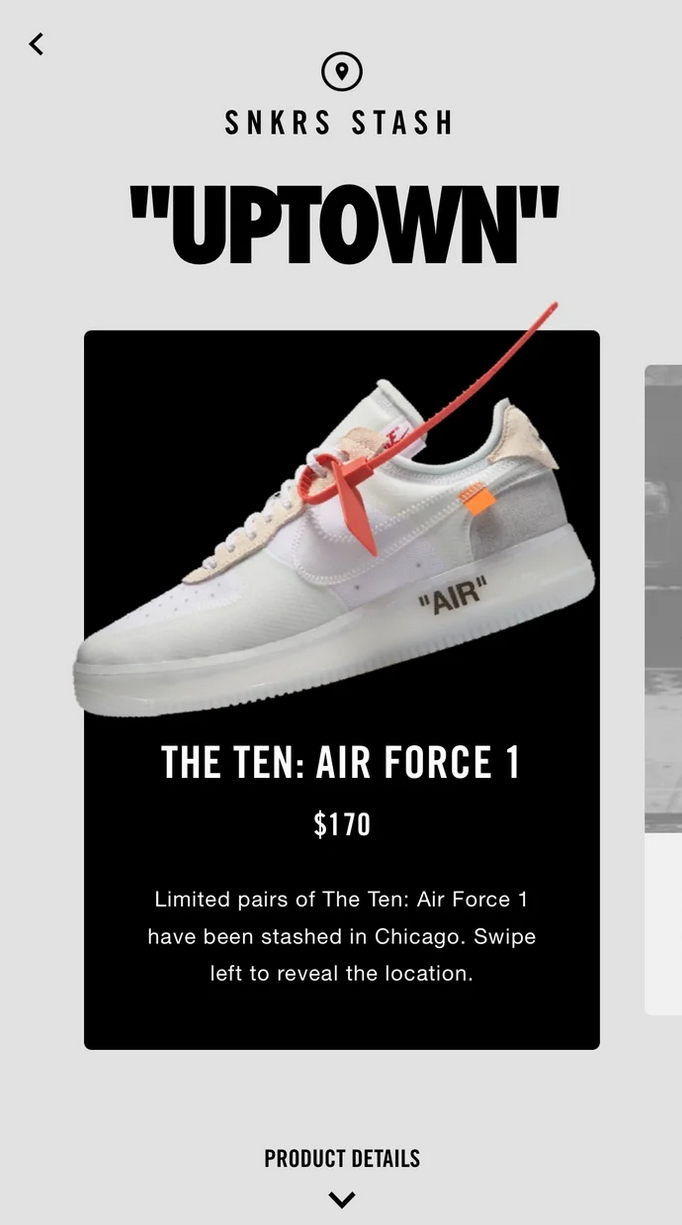 SNKRS STASH
"UPTOWN"
"AIR"
THE TEN: AIR FORCE 1
$170
Limited pairs of The Ten: Air Force 1
have been stashed in Chicago. Swipe
left to reveal the location.
PRODUCT DETAILS